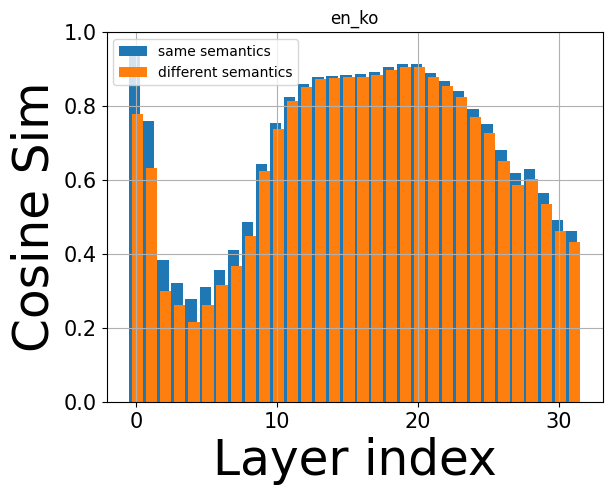 en_ko
same semantics
different semantics
1.0
0.8
0.6
0.4
0.2
0.0
Cosine Sim
0 10 20 30
Layer index